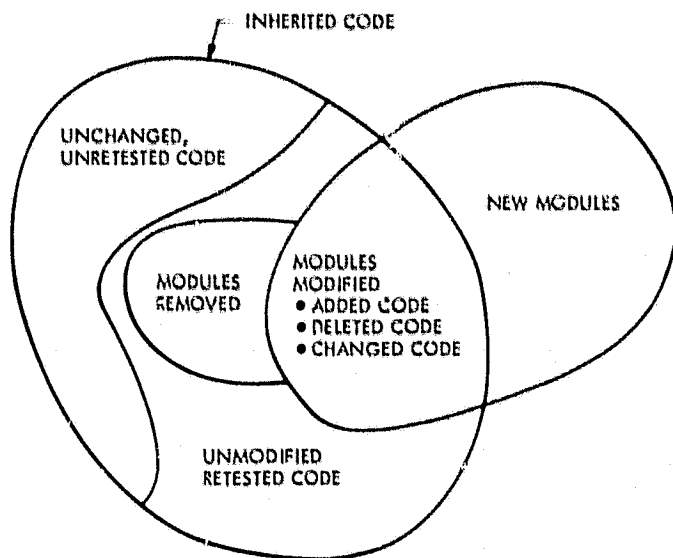 INHERITED CODE
UNCHANGED,
UNRETESTED CODE
NEW MODULES
MODULES
REMOVED
MODULES
MODIFIED
• ADDED CODE
• DELETED CODE
• CHANGED CODE
UNMODIFIED
RETESTED CODE